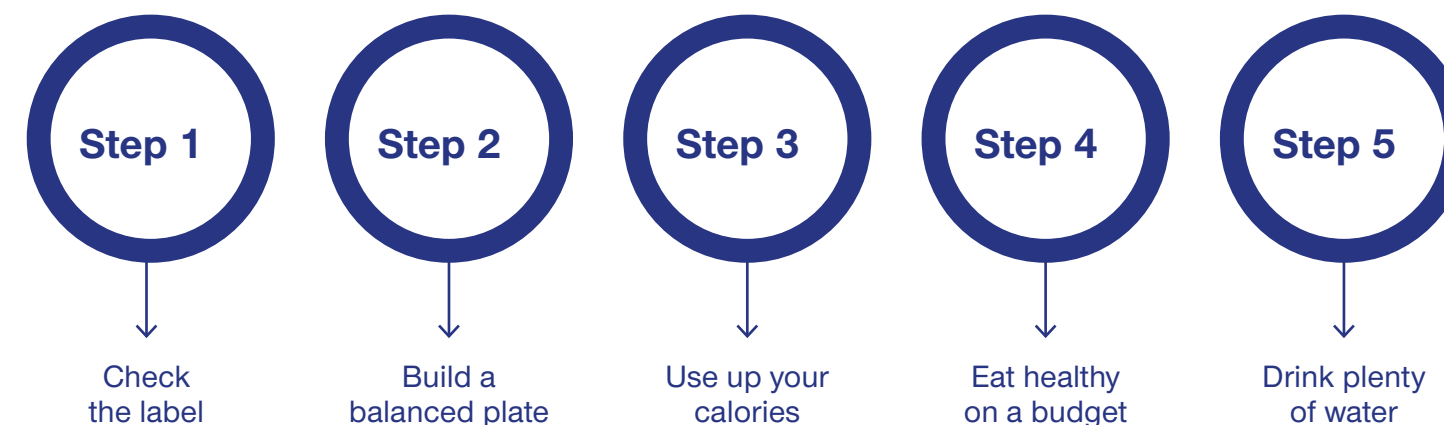 Step 1
Step 2
Step 3
Step 4
Step 5
Check
the label
Build a
balanced plate
Use up your
calories
Eat healthy
on a budget
Drink plenty
of water